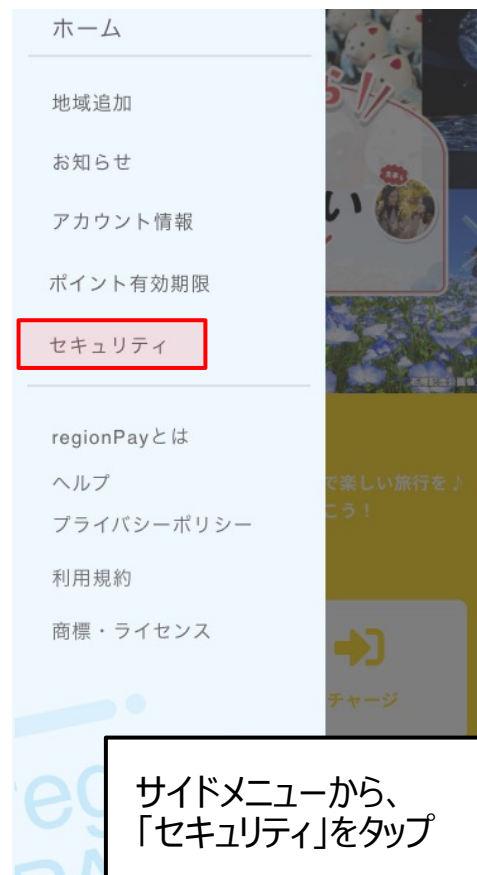 ホーム
地域追加
お知らせ
アカウント情報
ポイント有効期限
セキュリティ
regionPayとは
ヘルプ
プライバシーポリシー
利用規約
商標・ライセンス
ら
い
で楽しい旅行を♪
こう！
チャージ
サイドメニューから、
「セキュリティ」をタップ